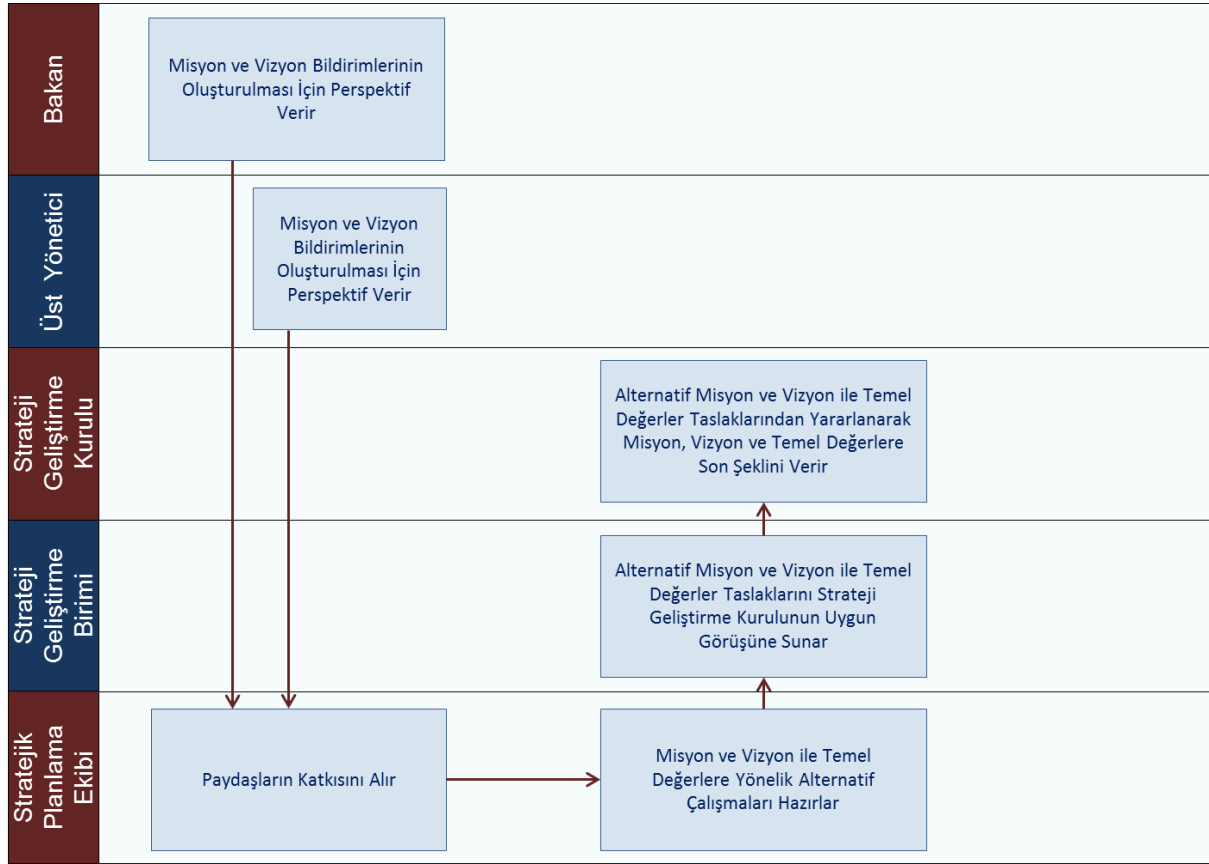 Bakan
Misyon ve Vizyon Bildirimlerinin
Oluşturulması İçin Perspektif
Verir
Üst Yönetici
Misyon ve Vizyon
Bildirimlerinin
Oluşturulması İçin
Perspektif Verir
Strateji
Geliştirme
Kurulu
Alternatif Misyon ve Vizyon ile Temel
Değerler Taslaklarından Yararlanarak
Misyon, Vizyon ve Temel Değerlere
Son Şeklini Verir
Strateji
Geliştirme
Birimi
Alternatif Misyon ve Vizyon ile Temel
Değerler Taslaklarını Strateji
Geliştirme Kurulunun Uygun
Görüşüne Sunar
Stratejik
Planlama
Ekibi
Paydaşların Katkısını Alır
Misyon ve Vizyon ile Temel
Değerlere Yönelik Alternatif
Çalışmaları Hazırlar